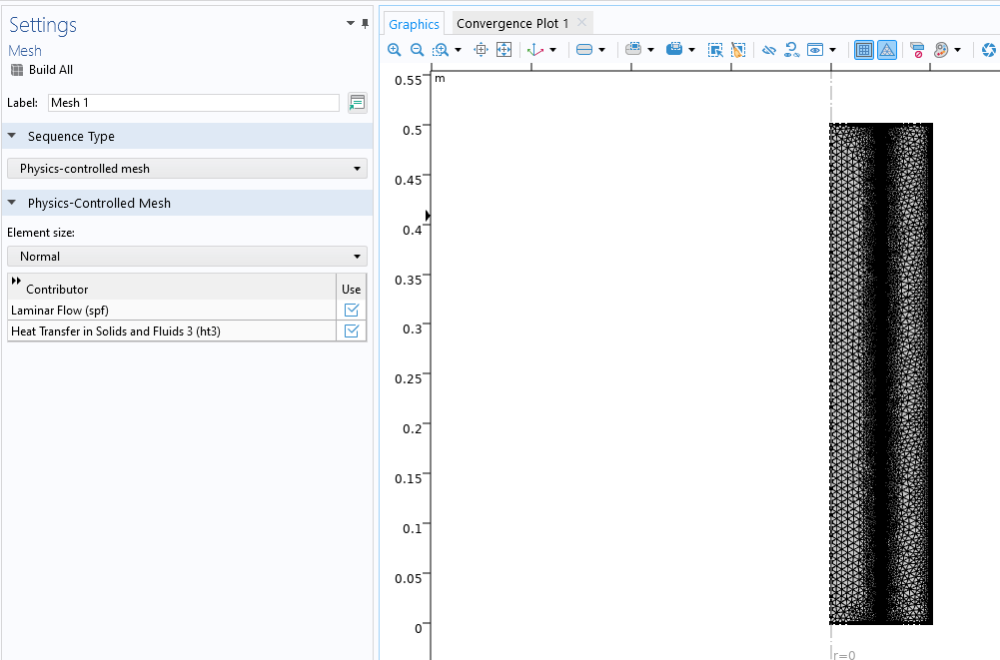 Settings
Mesh
Build All
Label: Mesh 1
Sequence Type
Physics-controlled mesh
Physics-Controlled Mesh
Element size:
Normal
Contributor Use
Laminar Flow (spf)
Heat Transfer in Solids and Fluids 3 (ht3)
Graphics Convergence Plot 1
m
0.55
0.5
0.45
0.4
0.35
0.3
0.25
0.2
0.15
0.1
0.05
0
r=0